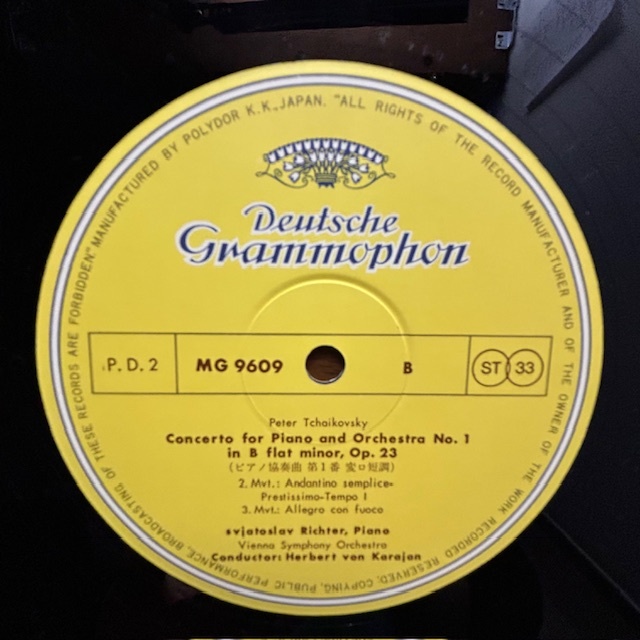 MANUFACTURED BY POLYDOR K.K., JAPAN. "ALL RIGHTS OF THE RECORD MANUFACTURER AND OF THE OWNER OF THE WORK RECORDED RESERVED. COPYING, PUBLIC PERFORMANCE, BROADCASTING OF THESE RECORDS ARE FORBIDDEN."
Deutsche
Grammophon
P.D.2 MG 9609 B ST 33
Peter Tchaikovsky
Concerto for Piano and Orchestra No. 1
in B flat minor, Op. 23
(ピアノ協奏曲 第1番 変ロ短調)
2. Mvt.: Andantino semplice-
Prestissimo-Tempo I
3. Mvt.: Allegro con fuoco
svjatoslav Richter, Piano
Vienna Symphony Orchestra
Conductor: Herbert von Karajan